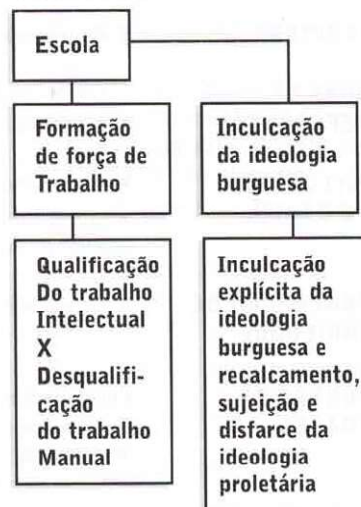 Escola
Formação
de força de
Trabalho
Inculcação
da ideologia
burguesa
Qualificação
Do trabalho
Intelectual
X
Desqualifi-
cação
do trabalho
Manual
Inculcação
explícita da
ideologia
burguesa e
recalcamento,
sujeição e
disfarce da
ideologia
proletária